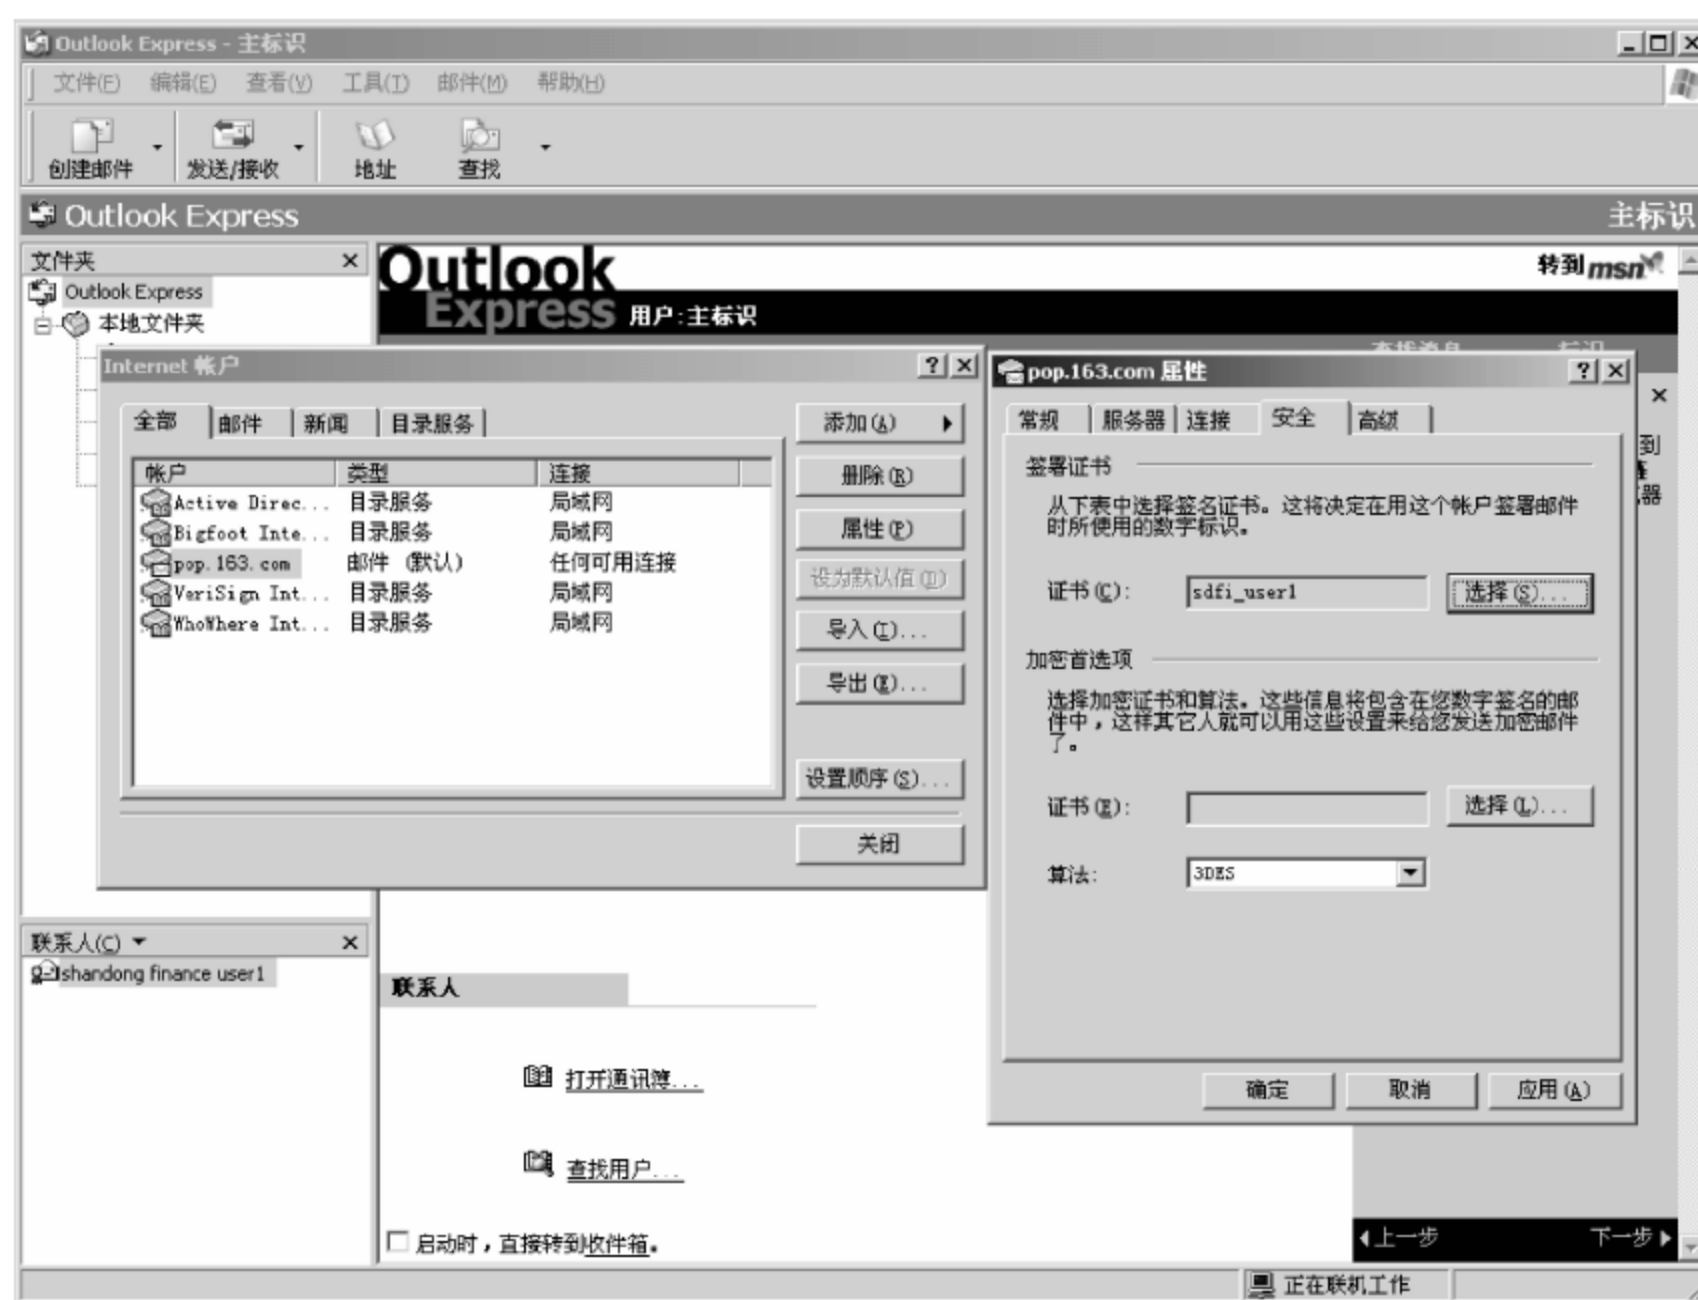 Outlook Express - 主标识
文件(F) 编辑(E) 查看(V) 工具(T) 邮件(M) 帮助(H)
创建邮件 发送/接收 地址 查找
Outlook Express 主标识
文件夹
Outlook Express
本地文件夹
Outlook
Express 用户:主标识
转到 msn
Internet 帐户
全部 邮件 新闻 目录服务
帐户 类型 连接
Active Direc... 目录服务 局域网
Bigfoot Inte... 目录服务 局域网
pop.163.com 邮件 (默认) 任何可用连接
VeriSign Int... 目录服务 局域网
WhoWhere Int... 目录服务 局域网
添加(A)
删除(R)
属性(P)
设为默认值(D)
导入(I)...
导出(E)...
设置顺序(S)...
关闭
pop.163.com 属性
常规 服务器 连接 安全 高级
签署证书
从下表中选择签名证书。这将决定在用这个帐户签署邮件
时所使用的数字标识。
证书(C): sdfi_user1 选择(S)...
加密首选项
选择加密证书和算法。这些信息将包含在您数字签名的邮
件中，这样其它人就可以用这些设置来给您发送加密邮件
了。
证书(E): 选择(L)...
算法: 3DES
确定 取消 应用(A)
到
器
联系人(C)
shandong finance user1
联系人
打开通讯簿...
查找用户...
启动时，直接转到收件箱。
上一步 下一步
正在联机工作